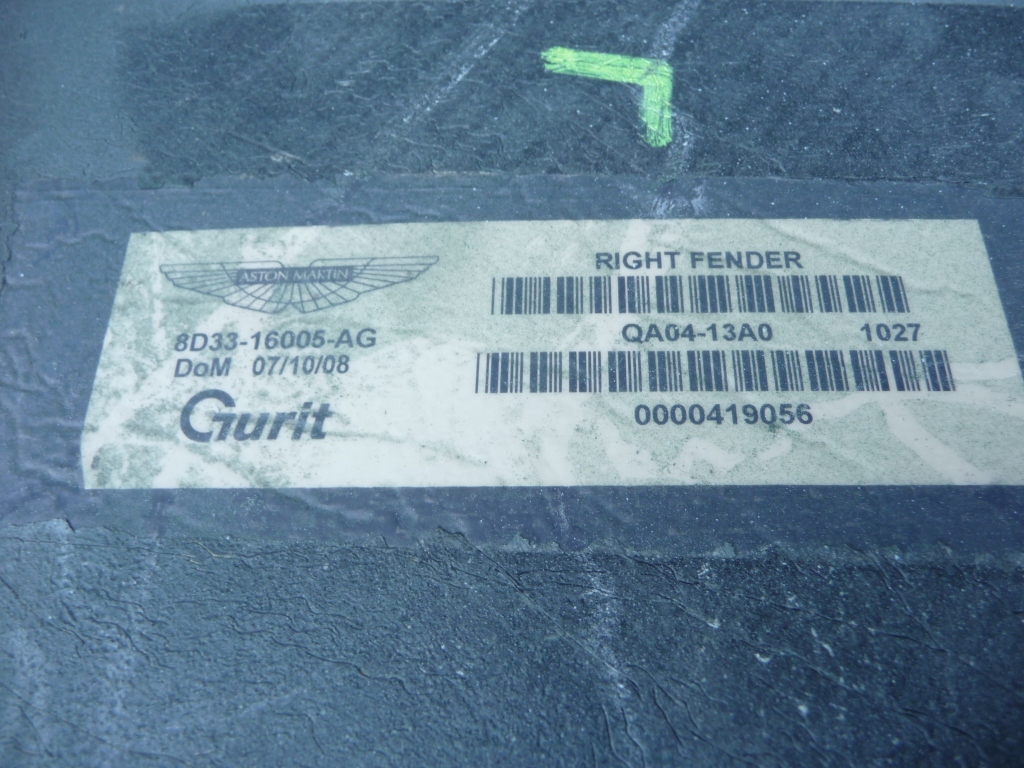 ASTON MARTIN
8D33-16005-AG
DoM 07/10/08
Gurit
RIGHT FENDER
QA04-13A0 1027
0000419056